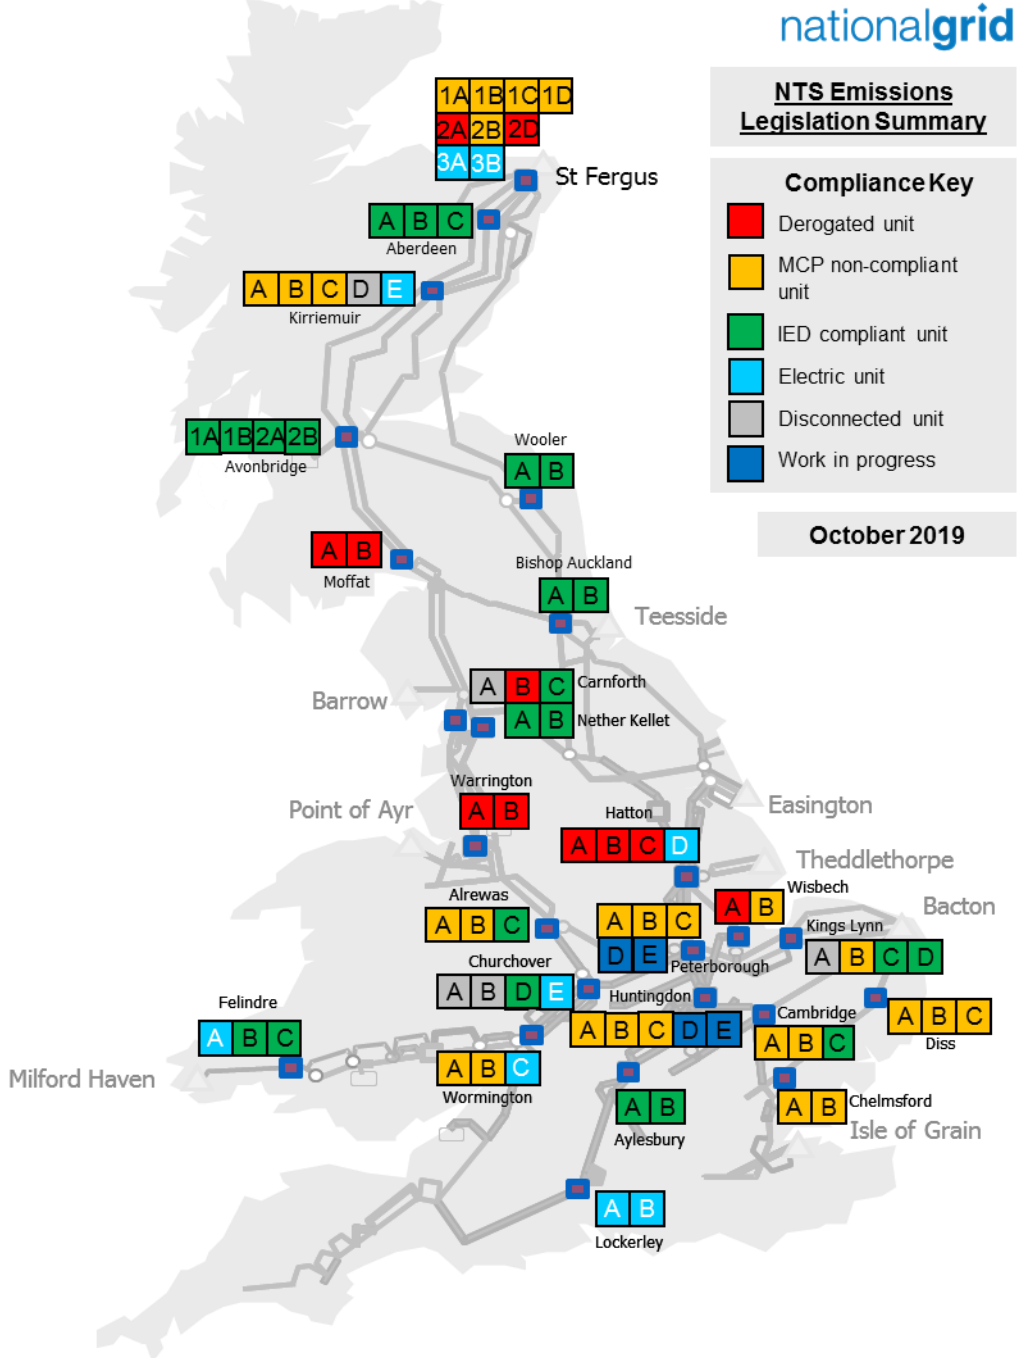 nationalgrid
NTS Emissions
Legislation Summary
1A 1B 1C 1D
2A 2B 2D
3A 3B
St Fergus
Compliance Key
Derogated unit
MCP non-compliant
unit
IED compliant unit
Electric unit
Disconnected unit
Work in progress
A B C
Aberdeen
A B C D E
Kirriemuir
1A 1B 2A 2B
Avonbridge
Wooler
A B
October 2019
A B
Moffat
Bishop Auckland
A B
Teesside
A B C Carnforth
Barrow
A B Nether Kellet
Warrington
A B
Point of Ayr
Easington
Hatton
A B C D
Theddlethorpe
Wisbech
A B
Alrewas
A B C
A B C
D E
Peterborough
Bacton
Kings Lynn
A B C D
Churchover
A B D E
Huntingdon
A B C D E
Cambridge
A B C
A B C
Diss
Felindre
A B C
Milford Haven
A B C
Wormington
A B Chelmsford
Isle of Grain
A B
Aylesbury
A B
Lockerley